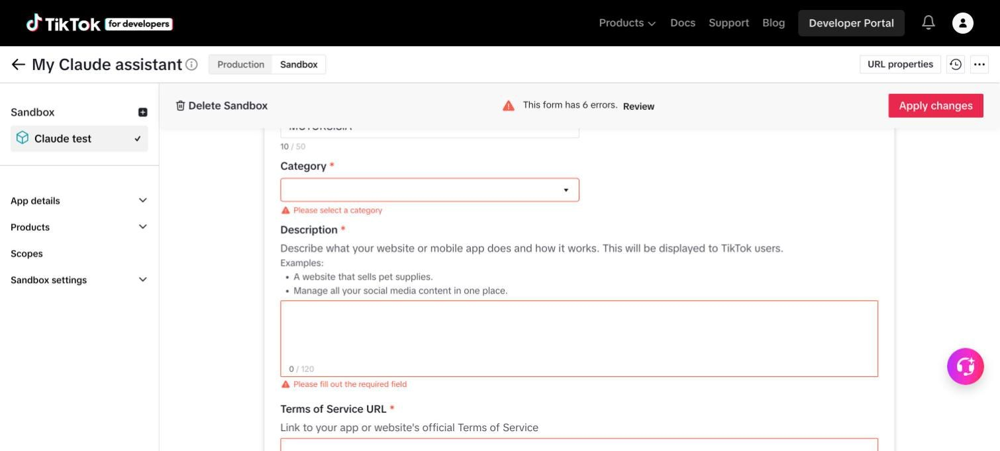 TikTok for developers
Products
Docs
Support
Blog
Developer Portal
My Claude assistant
Production
Sandbox
URL properties
Sandbox
Claude test
App details
Products
Scopes
Sandbox settings
Delete Sandbox
This form has 6 errors. Review
Apply changes
10 / 50
Category *
Please select a category
Description *
Describe what your website or mobile app does and how it works. This will be displayed to TikTok users.
Examples:
• A website that sells pet supplies.
• Manage all your social media content in one place.
0 / 120
Please fill out the required field
Terms of Service URL *
Link to your app or website's official Terms of Service